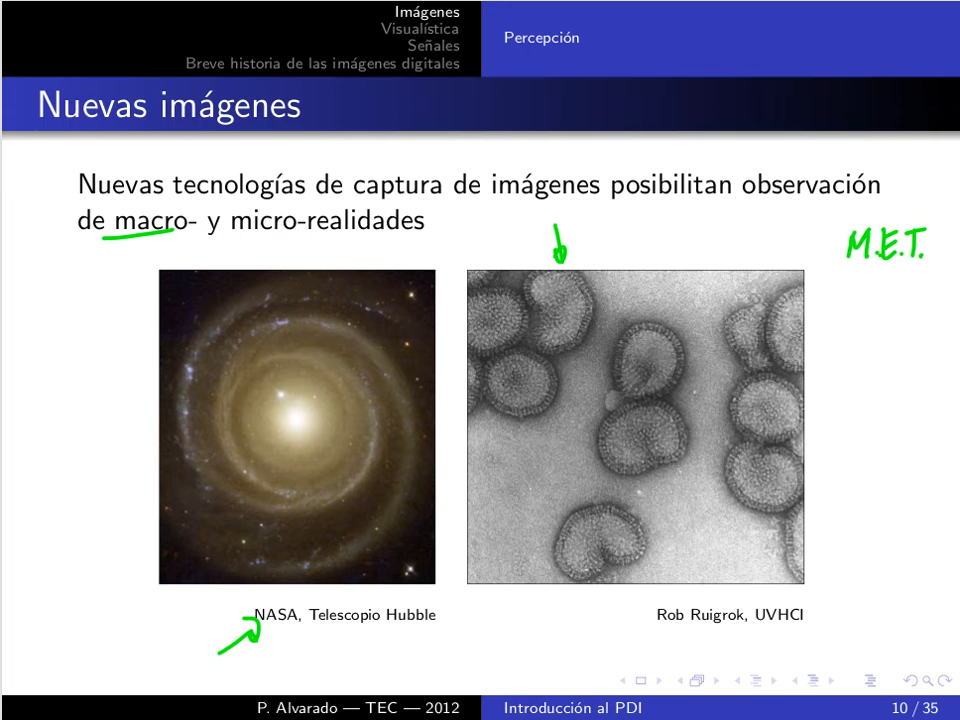 Imágenes
Visualística
Señales
Breve historia de las imágenes digitales
Percepción
Nuevas imágenes
Nuevas tecnologías de captura de imágenes posibilitan observación
de macro- y micro-realidades
M.E.T.
NASA, Telescopio Hubble
Rob Ruigrok, UVHCI
P. Alvarado — TEC — 2012
Introducción al PDI
10 / 35